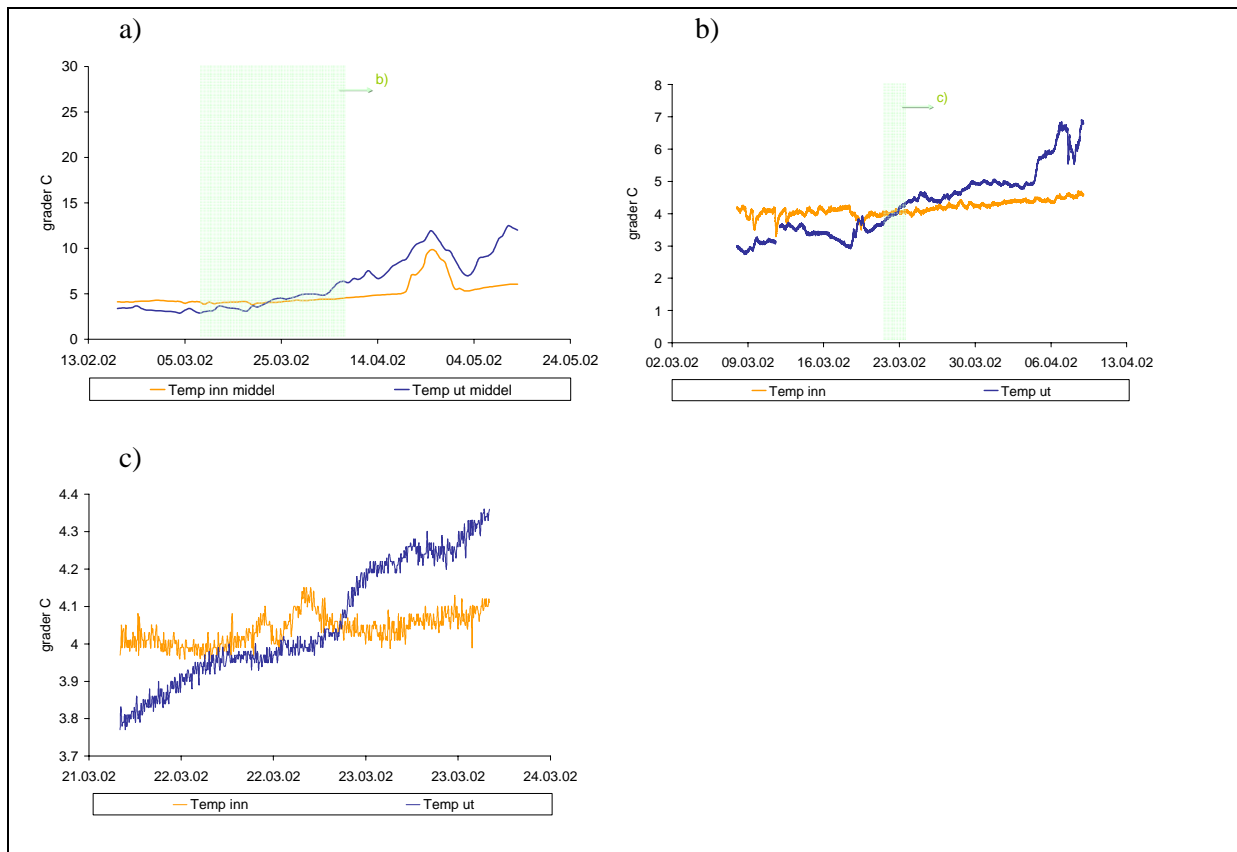 a)
30
25
20
15
10
5
0
grader C
b)
13.02.02 05.03.02 25.03.02 14.04.02 04.05.02 24.05.02
Temp inn middel Temp ut middel
b)
8
7
6
5
4
3
2
1
0
grader C
c)
02.03.02 09.03.02 16.03.02 23.03.02 30.03.02 06.04.02 13.04.02
Temp inn Temp ut
c)
4.4
4.3
4.2
4.1
4
3.9
3.8
3.7
grader C
21.03.02 22.03.02 22.03.02 23.03.02 23.03.02 24.03.02
Temp inn Temp ut